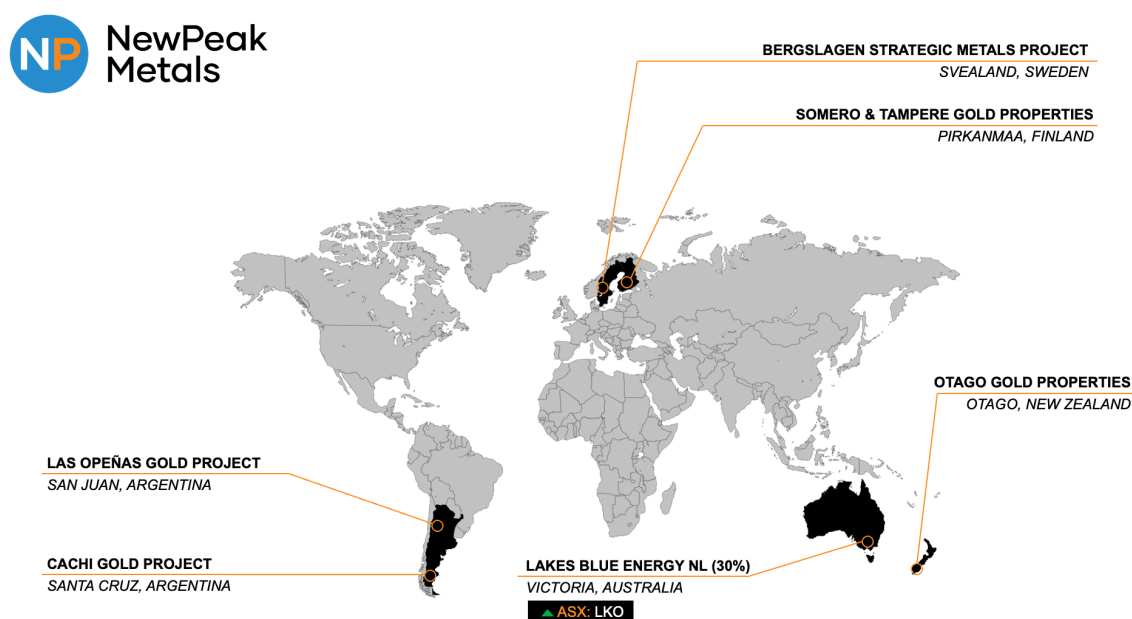 NP
NewPeak
Metals
BERGSLAGEN STRATEGIC METALS PROJECT
SVEALAND, SWEDEN
SOMERO & TAMPERE GOLD PROPERTIES
PIRKANMAA, FINLAND
OTAGO GOLD PROPERTIES
OTAGO, NEW ZEALAND
LAS OPEÑAS GOLD PROJECT
SAN JUAN, ARGENTINA
CACHI GOLD PROJECT
SANTA CRUZ, ARGENTINA
LAKES BLUE ENERGY NL (30%)
VICTORIA, AUSTRALIA
ASX: LKO